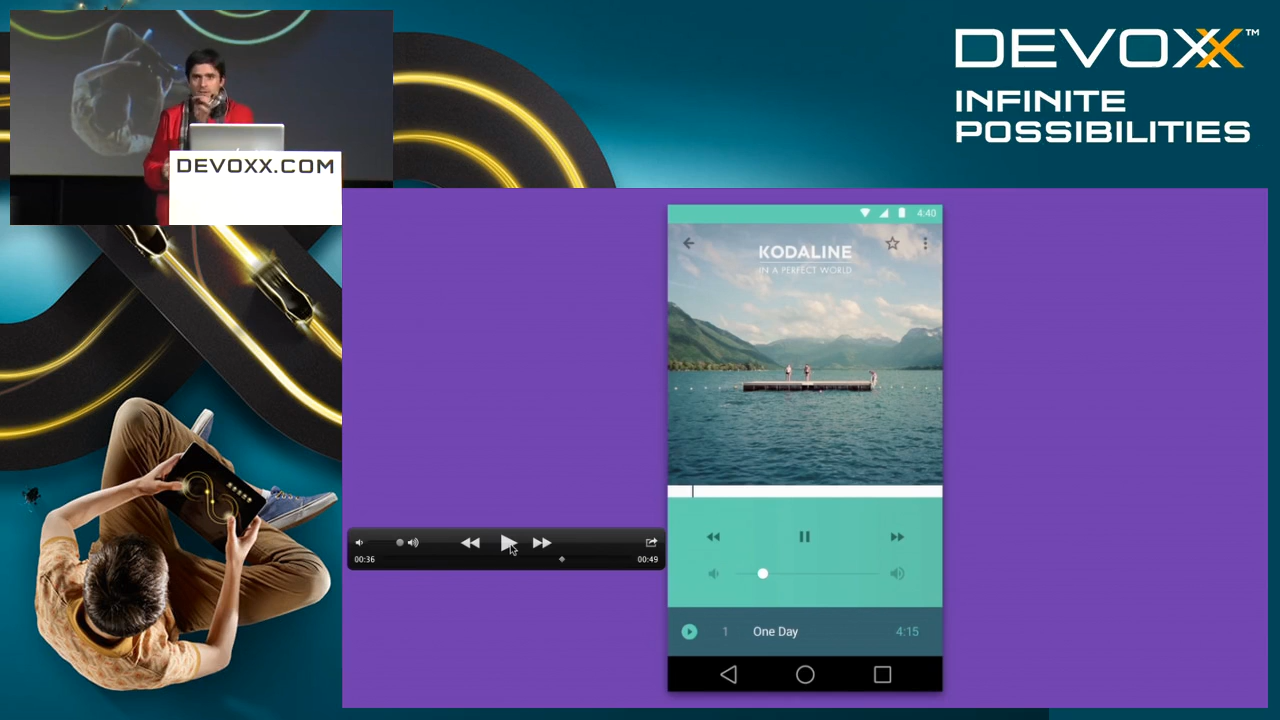 DEVOXX™
INFINITE
POSSIBILITIES
DEVOXX.COM
4:40
KODALINE
IN A PERFECT WORLD
00:36
00:49
1 One Day 4:15